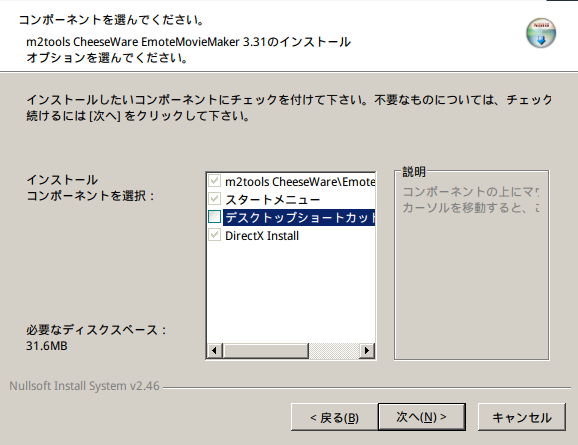 コンポーネントを選んでください。
m2tools CheeseWare EmoteMovieMaker 3.31のインストール
オプションを選んでください。
インストールしたいコンポーネントにチェックを付けて下さい。不要なものについては、チェック
続けるには [次へ] をクリックして下さい。
インストール
コンポーネントを選択：
m2tools CheeseWare\Emote
スタートメニュー
デスクトップショートカット
DirectX Install
説明
コンポーネントの上にマウ
カーソルを移動すると、こ
必要なディスクスペース：
31.6MB
Nullsoft Install System v2.46
< 戻る(B)
次へ(N) >
キャンセル